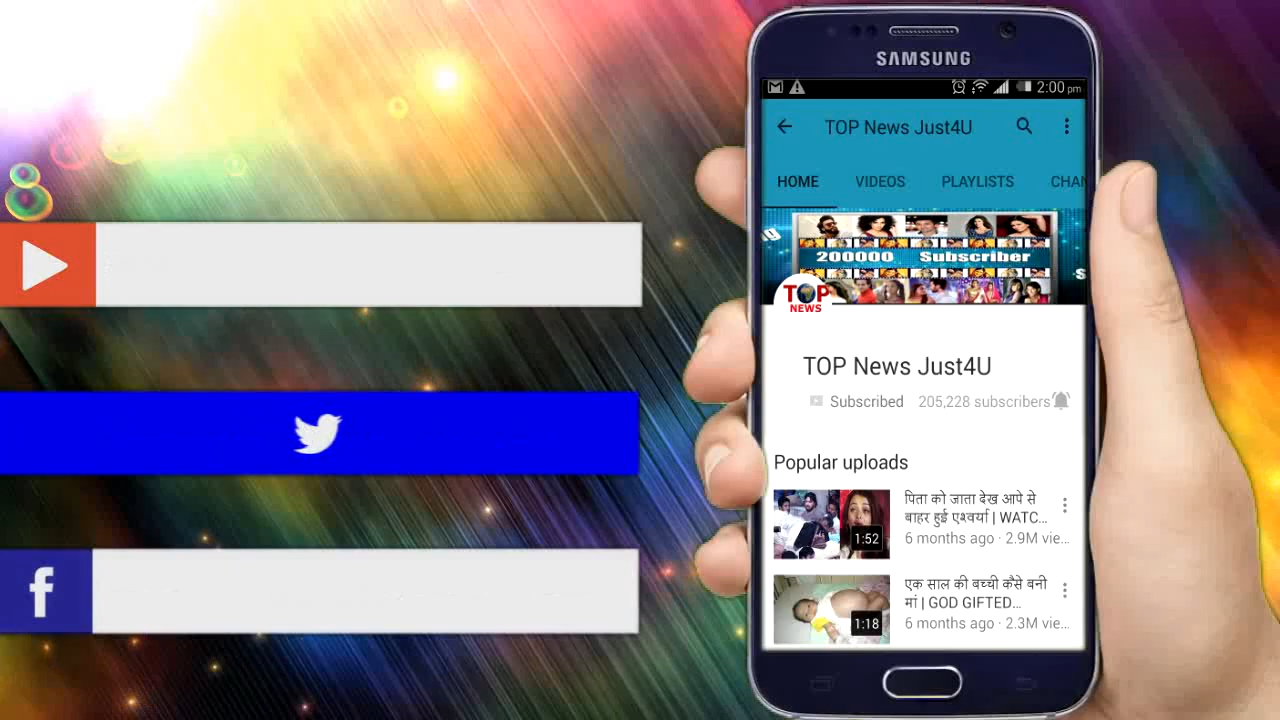 SAMSUNG
2:00 pm
TOP News Just4U
HOME VIDEOS PLAYLISTS CHAN
200000 Subscriber
TOP
NEWS
TOP News Just4U
Subscribed 205,228 subscribers
Popular uploads
पिता को जाता देख आपे से
बाहर हुई एश्वर्या | WATC...
6 months ago · 2.9M vie...
1:52
एक साल की बच्ची कैसे बनी
मां | GOD GIFTED...
6 months ago · 2.3M vie...
1:18